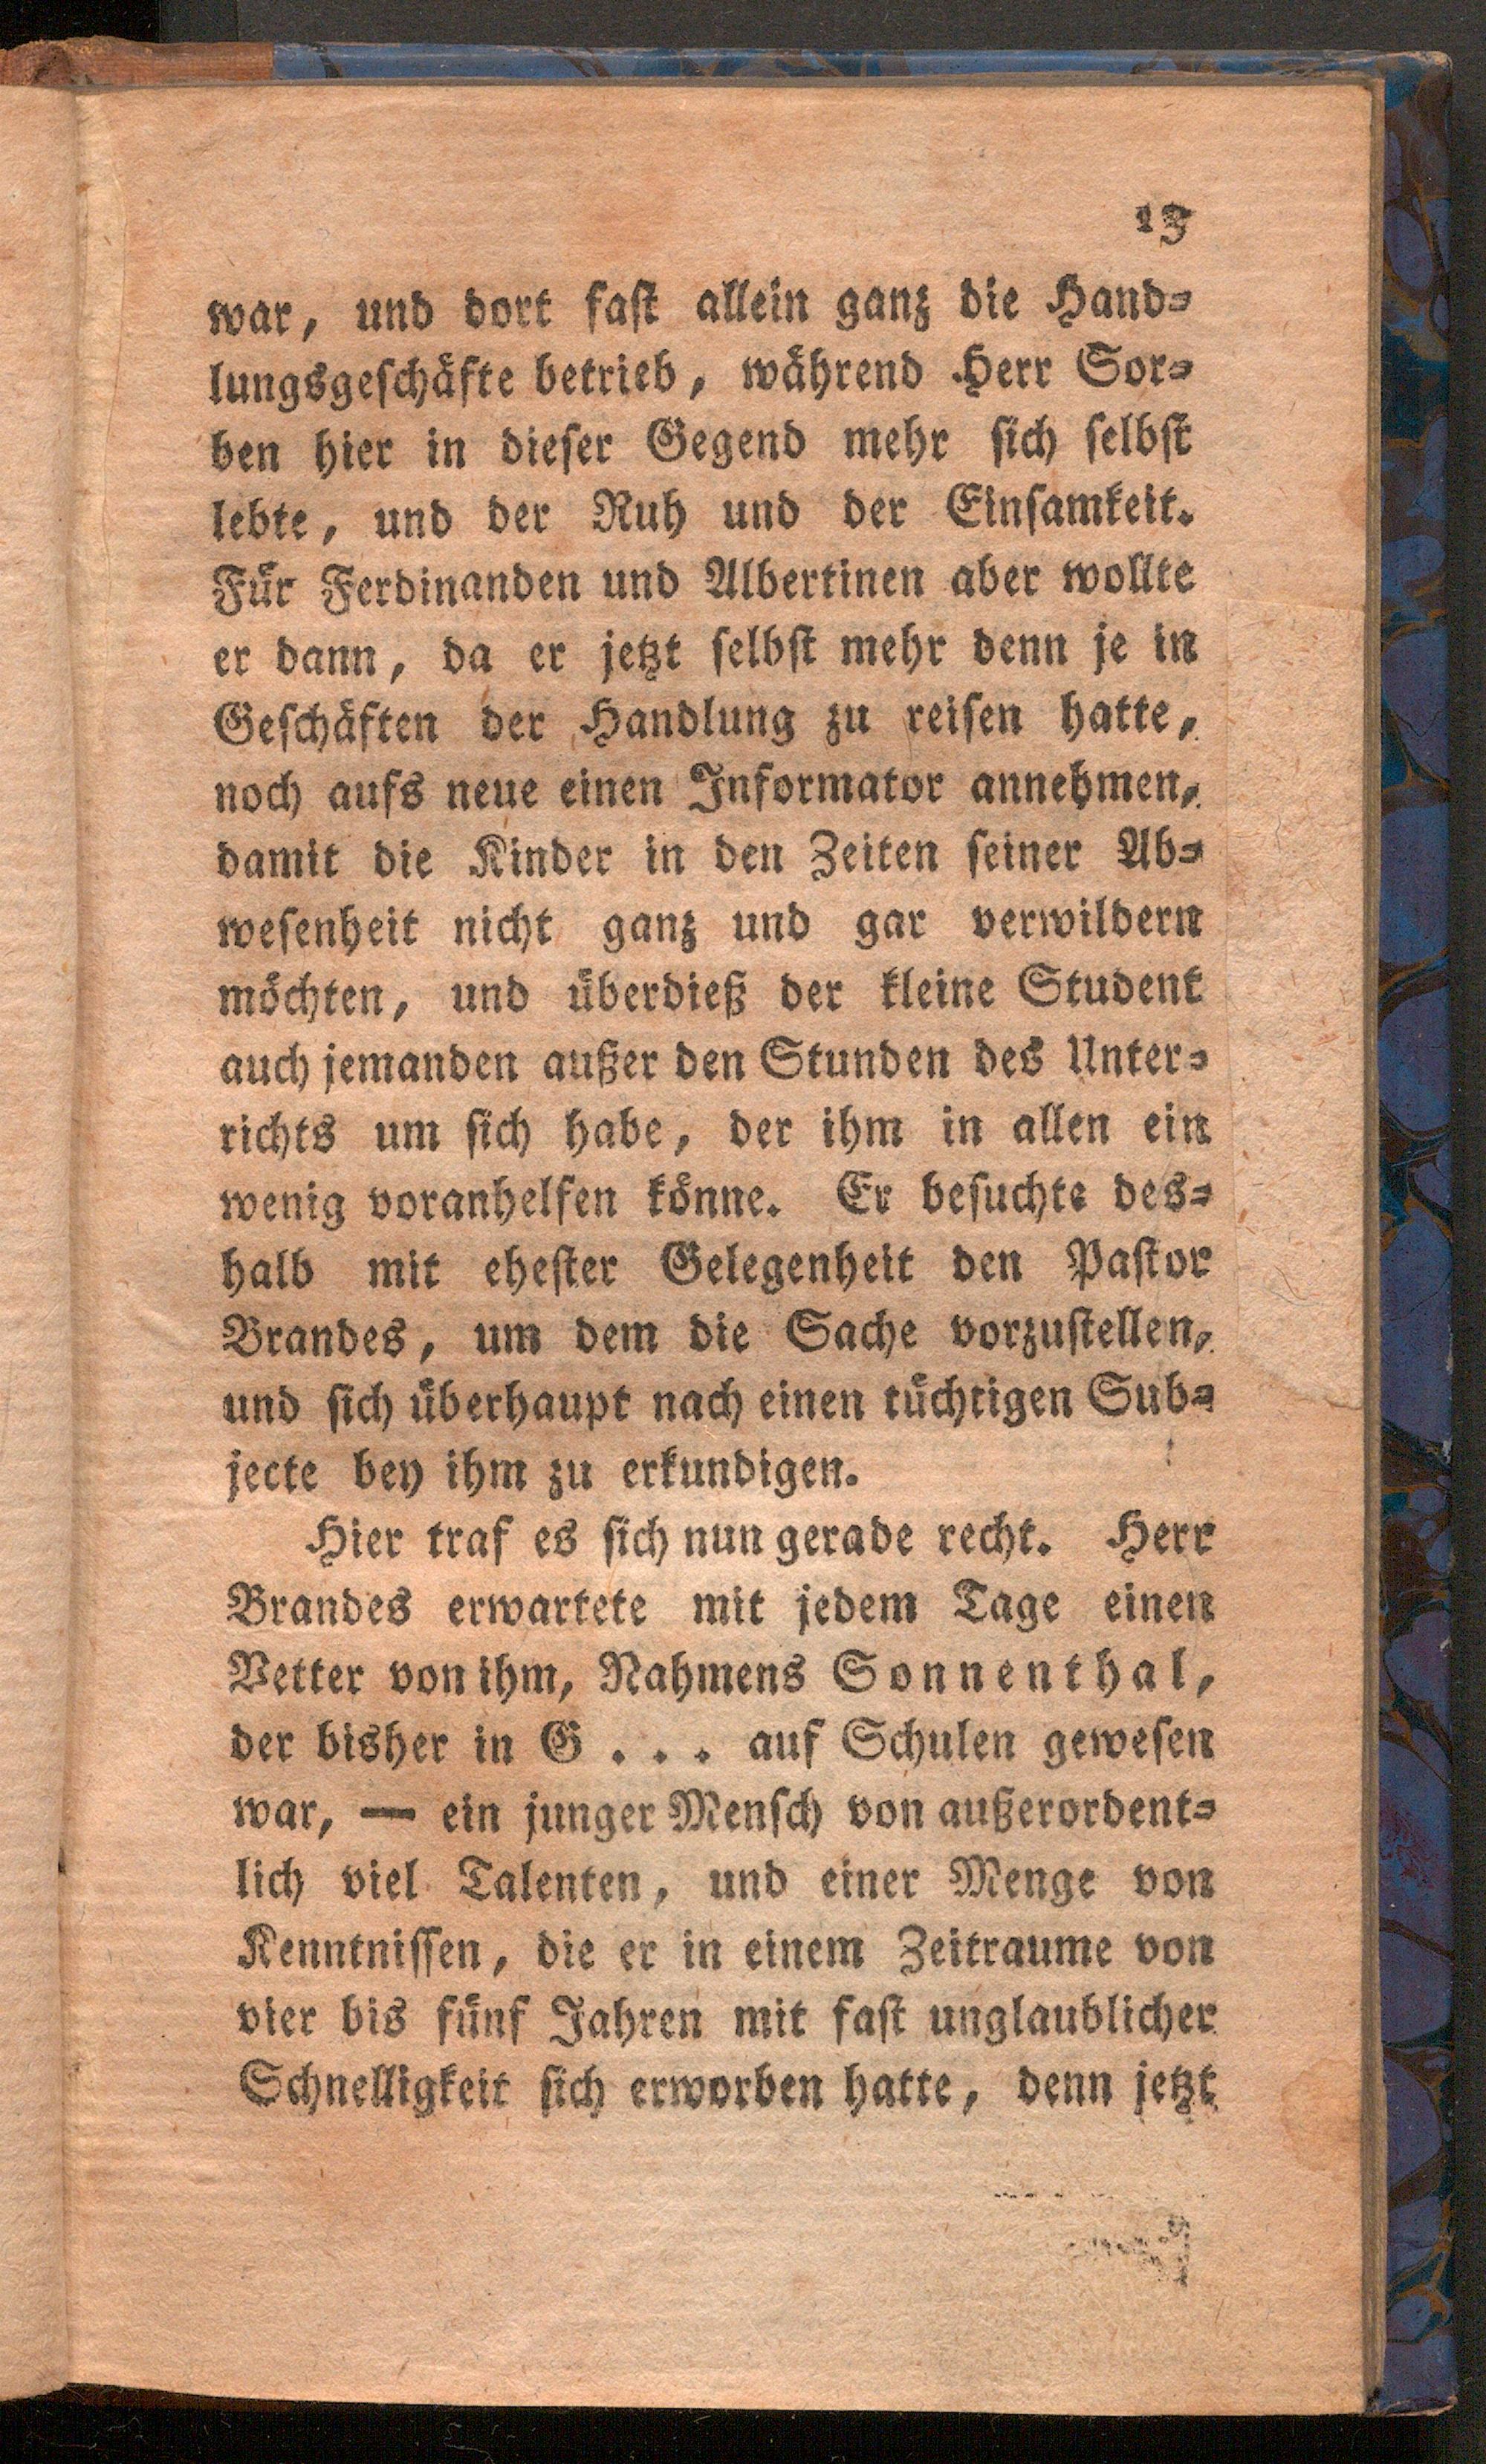 13
war, und dort fast allein ganz die Hand⸗
lungsgeschäfte betrieb, während Herr Sor⸗
ben hier in dieser Gegend mehr sich selbst
lebte, und der Ruh und der Einsamkeit.
Für Ferdinanden und Albertinen aber wollte
er dann, da er jetzt selbst mehr denn je in
Geschäften der Handlung zu reisen hatte,
noch aufs neue einen Informator annehmen,
damit die Kinder in den Zeiten seiner Ab⸗
wesenheit nicht ganz und gar verwildern
möchten, und überdieß der kleine Student
auch jemanden außer den Stunden des Unter⸗
richts um sich habe, der ihm in allen ein
wenig voranhelfen könne. Er besuchte des⸗
halb mit ehester Gelegenheit den Pastor
Brandes, um dem die Sache vorzustellen,
und sich überhaupt nach einen tüchtigen Sub⸗
jecte bey ihm zu erkundigen.
Hier traf es sich nun gerade recht. Herr
Brandes erwartete mit jedem Tage einen
Vetter von ihm, Nahmens Sonnenthal,
der bisher in G . . . auf Schulen gewesen
war, — ein junger Mensch von außerordent⸗
lich viel Talenten, und einer Menge von
Kenntnissen, die er in einem Zeitraume von
vier bis fünf Jahren mit fast unglaublicher
Schnelligkeit sich erworben hatte, denn jetzt